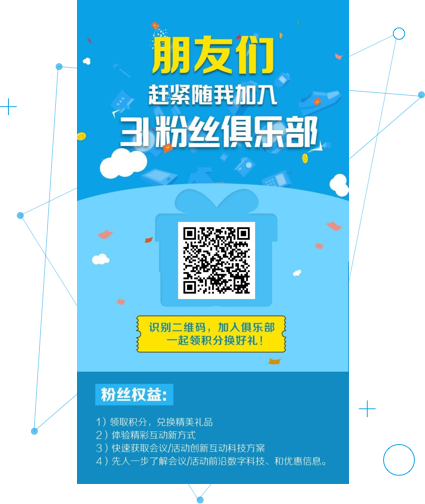 朋友们
赶紧随我加入
31粉丝俱乐部
识别二维码，加入俱乐部
一起领积分换好礼！
粉丝权益：
1）领取积分，兑换精美礼品
2）体验精彩互动新方式
3）快速获取会议/活动创新互动科技方案
4）先人一步了解会议/活动前沿数字科技、和优惠信息。